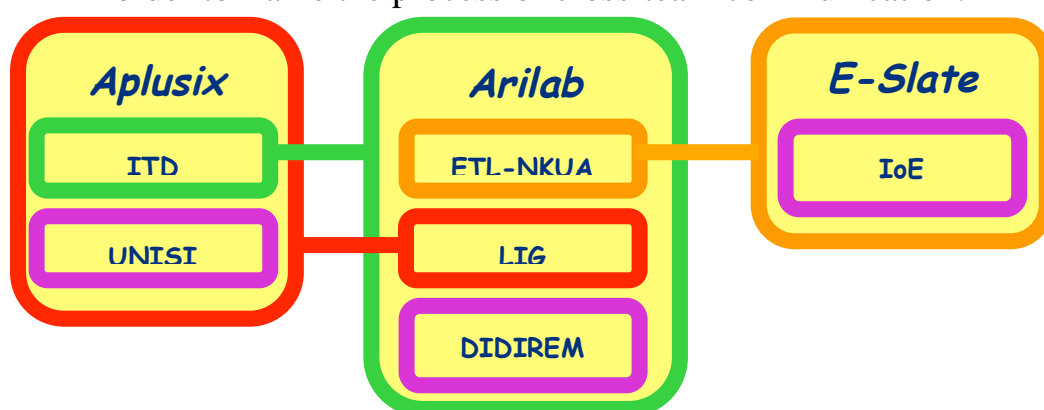 Aplusix
Arilab
E-Slate
ITD
ETL-NKUA
IoE
UNISI
LIG
DIDIREM